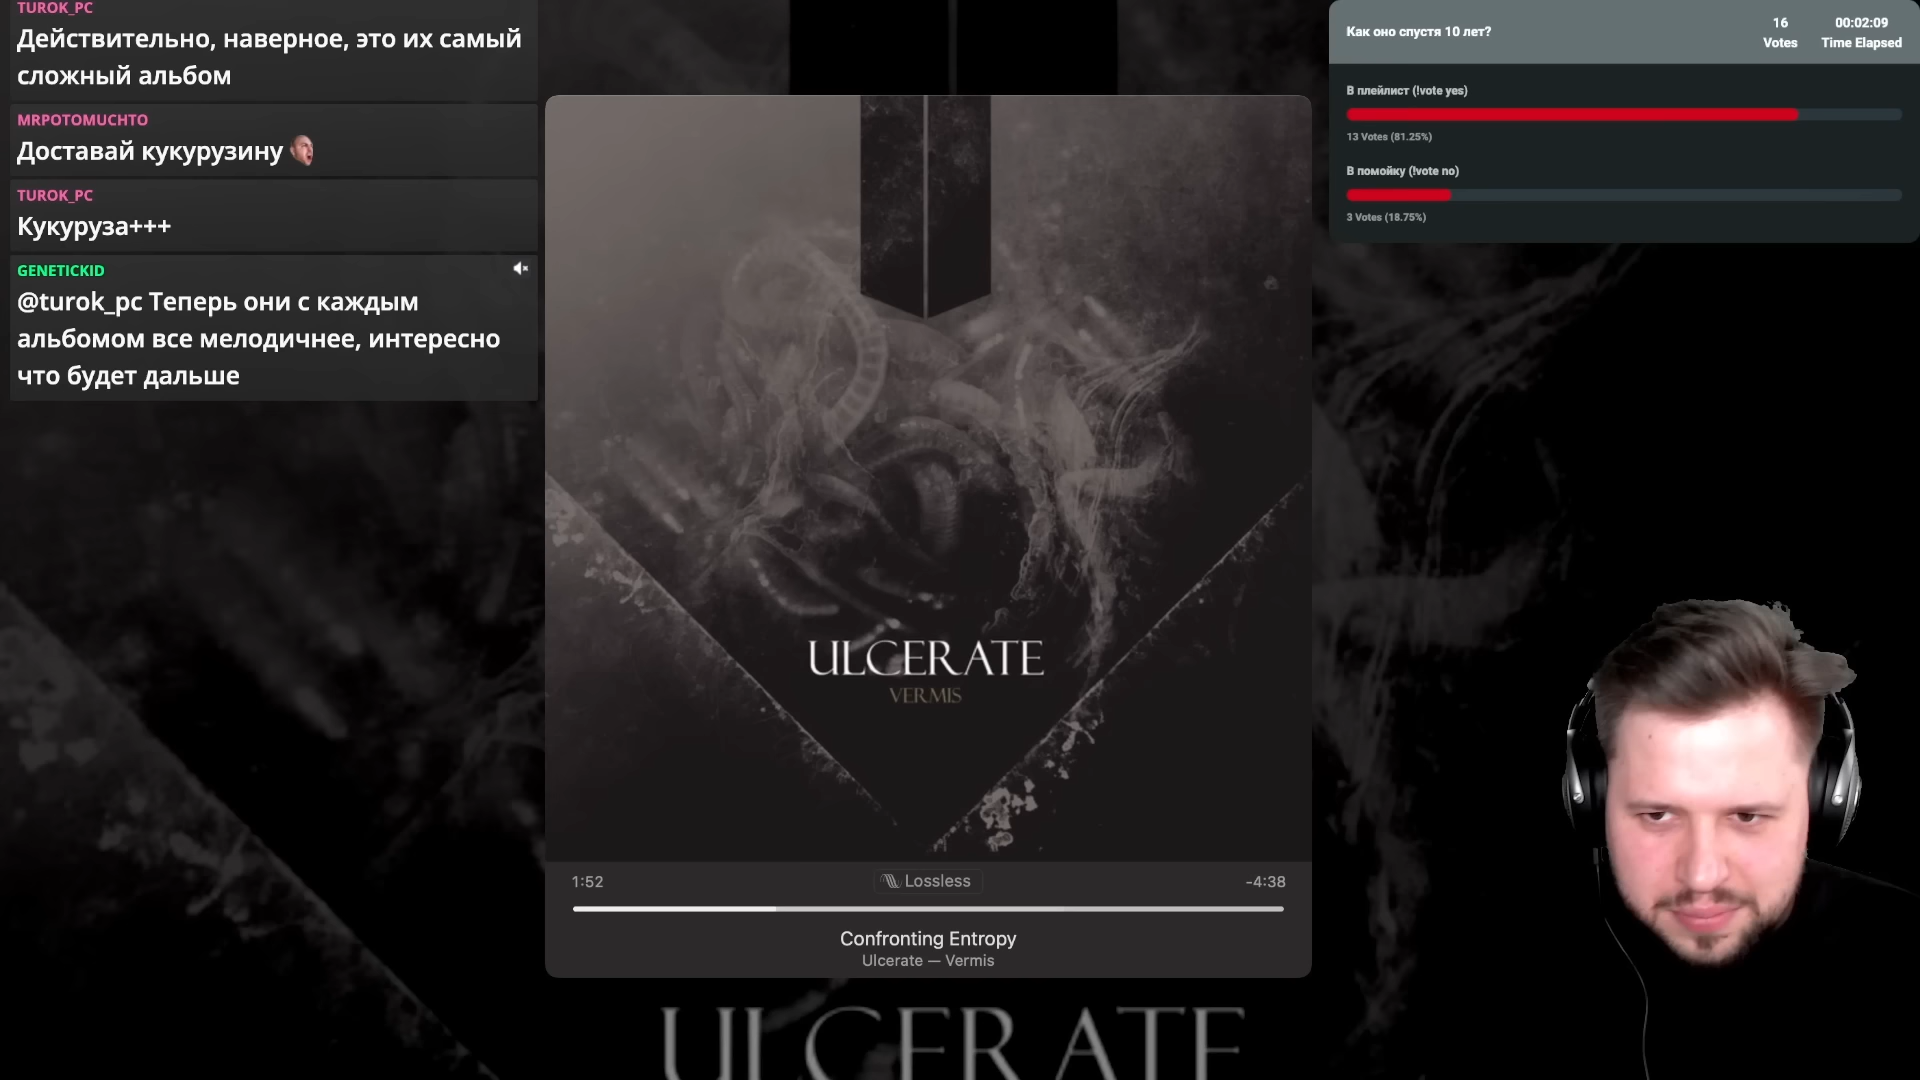 TUROK_PC
Действительно, наверное, это их самый
сложный альбом
MRPOTOMUCHTO
Доставай кукурузину
TUROK_PC
Кукуруза+++
GENETICKID
@turok_pc Теперь они с каждым
альбомом все мелодичнее, интересно
что будет дальше
ULCERATE
VERMIS
1:52
Lossless
-4:38
Confronting Entropy
Ulcerate — Vermis
ULCERATE
Как оно спустя 10 лет?
16
Votes
00:02:09
Time Elapsed
В плейлист (!vote yes)
13 Votes (81.25%)
В помойку (!vote no)
3 Votes (18.75%)